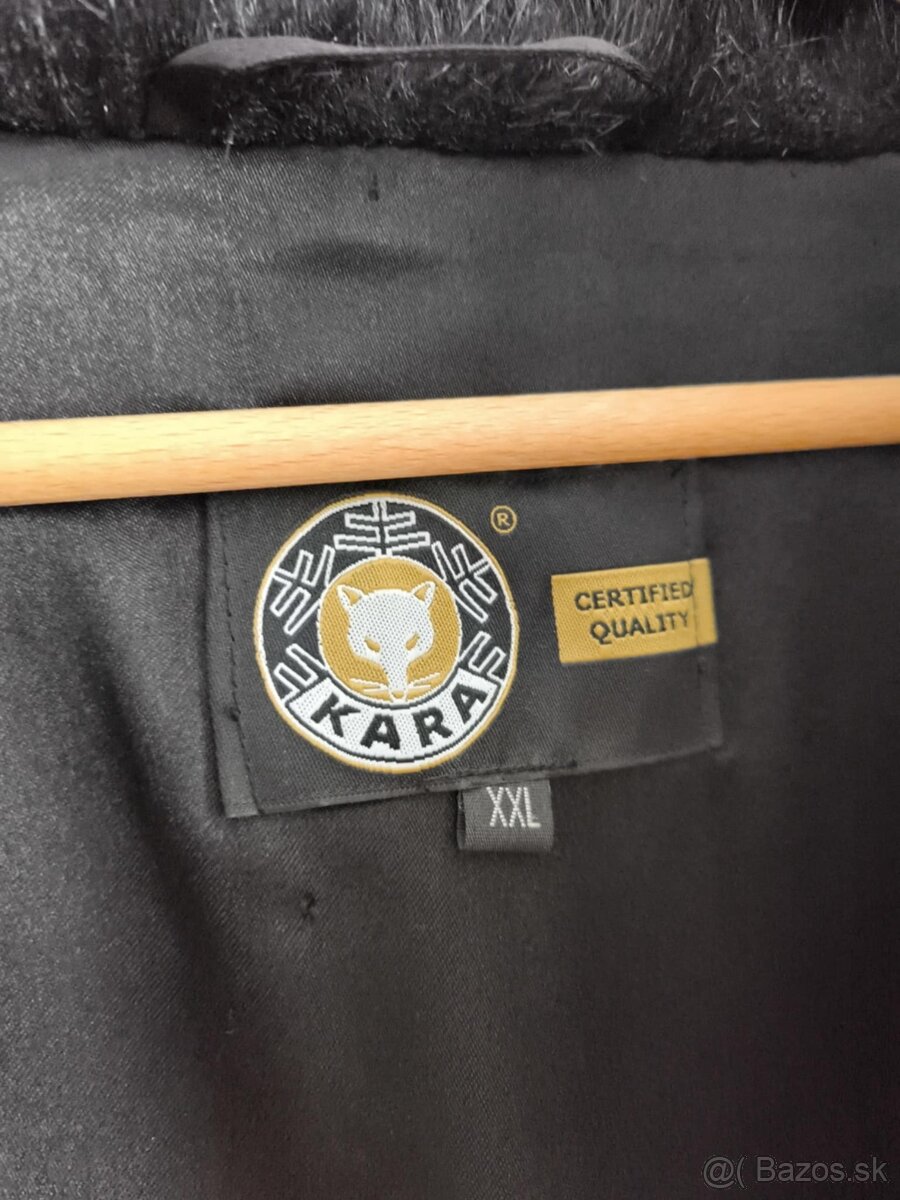 ®
CERTIFIED
QUALITY
KARA
XXL
@( Bazos.sk